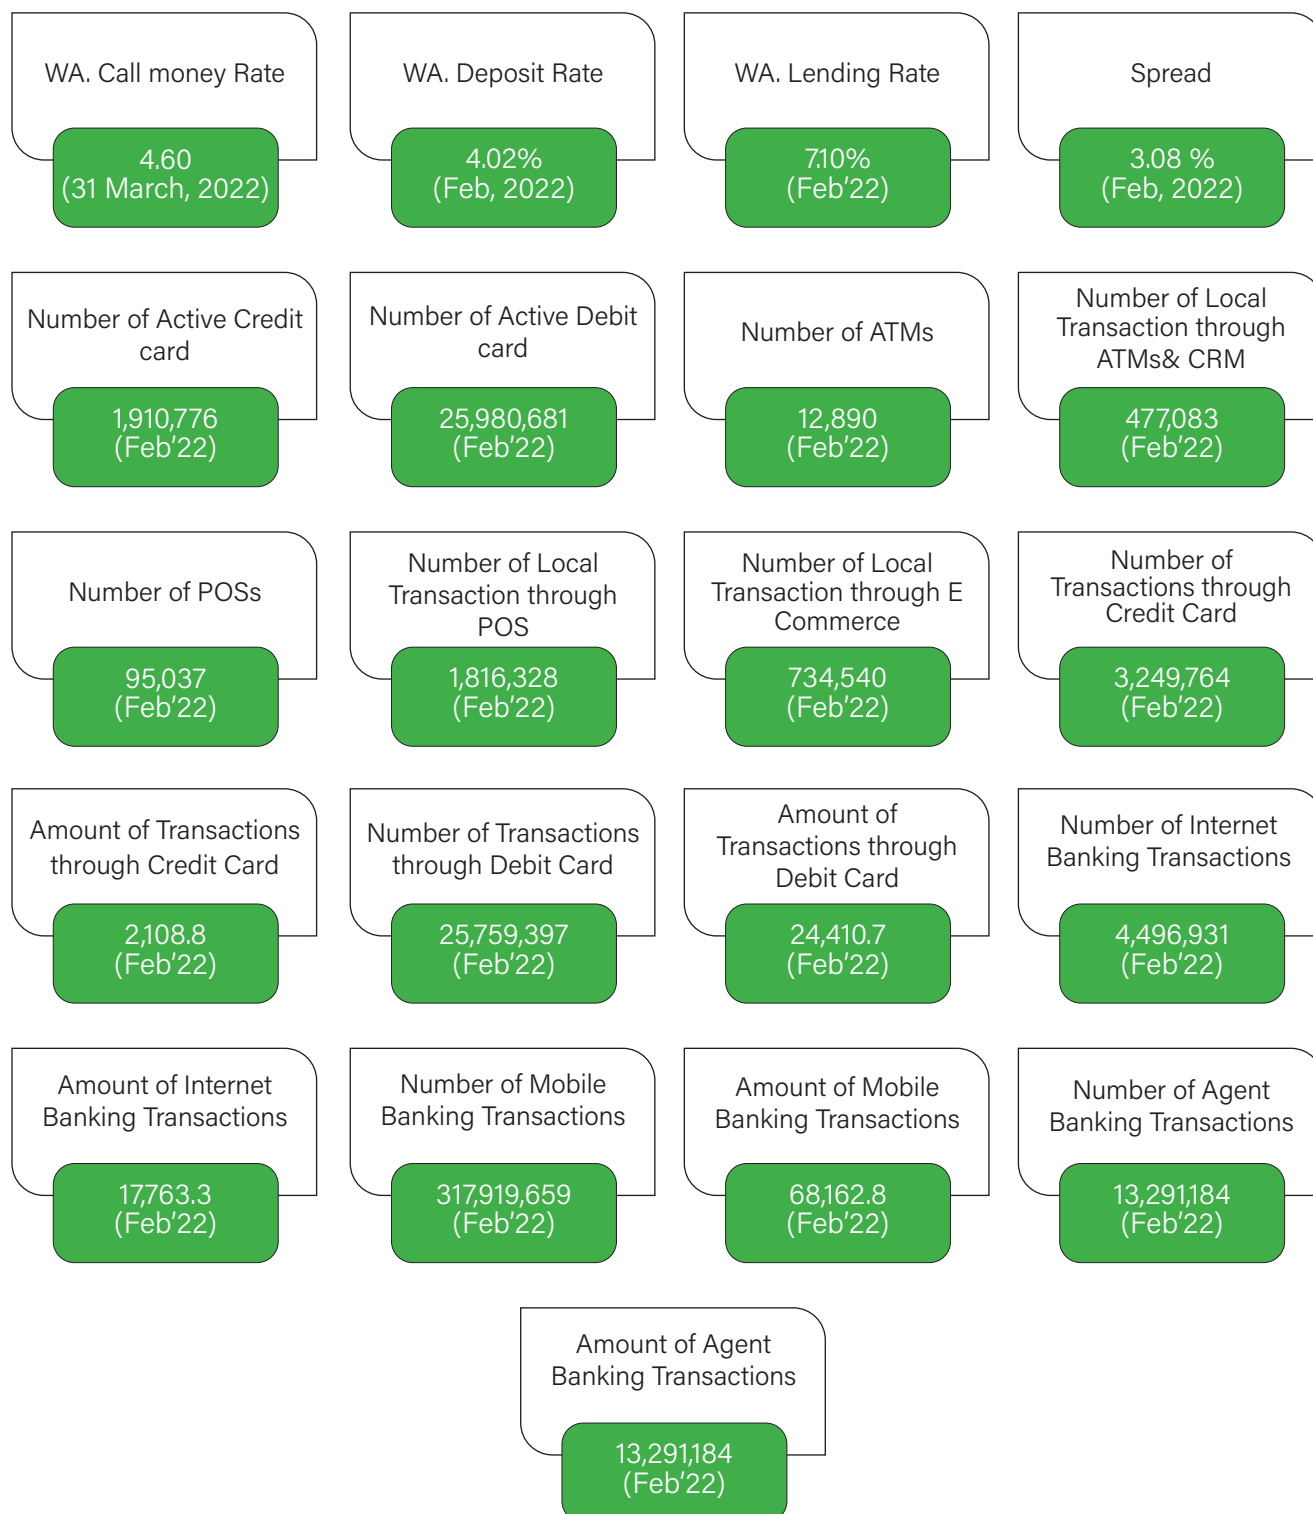 WA. Call money Rate
4.60
(31 March, 2022)
WA. Deposit Rate
4.02%
(Feb, 2022)
WA. Lending Rate
7.10%
(Feb'22)
Spread
3.08 %
(Feb, 2022)
Number of Active Credit
card
1,910,776
(Feb'22)
Number of Active Debit
card
25,980,681
(Feb'22)
Number of ATMs
12,890
(Feb'22)
Number of Local
Transaction through
ATMs& CRM
477,083
(Feb'22)
Number of POSs
95,037
(Feb'22)
Number of Local
Transaction through
POS
1,816,328
(Feb'22)
Number of Local
Transaction through E
Commerce
734,540
(Feb'22)
Number of
Transactions through
Credit Card
3,249,764
(Feb'22)
Amount of Transactions
through Credit Card
2,108.8
(Feb'22)
Number of Transactions
through Debit Card
25,759,397
(Feb'22)
Amount of
Transactions through
Debit Card
24,410.7
(Feb'22)
Number of Internet
Banking Transactions
4,496,931
(Feb'22)
Amount of Internet
Banking Transactions
17,763.3
(Feb'22)
Number of Mobile
Banking Transactions
317,919,659
(Feb'22)
Amount of Mobile
Banking Transactions
68,162.8
(Feb'22)
Number of Agent
Banking Transactions
13,291,184
(Feb'22)
Amount of Agent
Banking Transactions
13,291,184
(Feb'22)